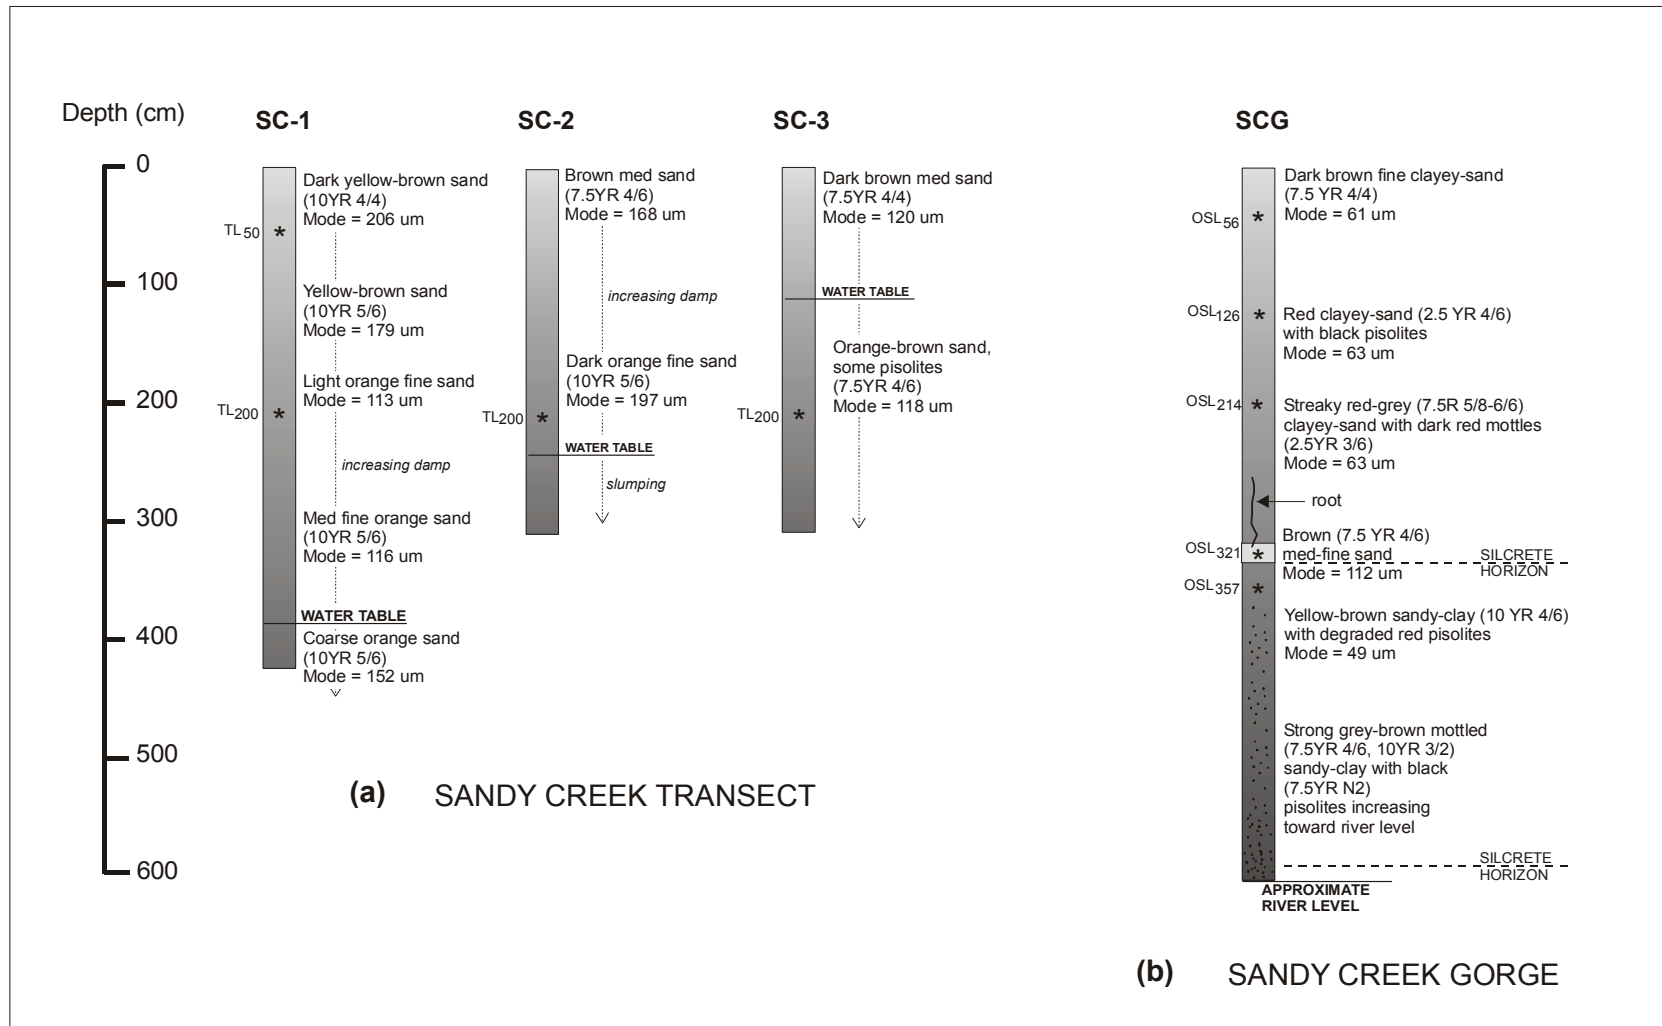 Depth (cm)
0
100
200
300
400
500
600
SC-1
TL50
TL200
Dark yellow-brown sand
(10YR 4/4)
Mode = 206 um
Yellow-brown sand
(10YR 5/6)
Mode = 179 um
Light orange fine sand
Mode = 113 um
increasing damp
Med fine orange sand
(10YR 5/6)
Mode = 116 um
WATER TABLE
Coarse orange sand
(10YR 5/6)
Mode = 152 um
SC-2
Brown med sand
(7.5YR 4/6)
Mode = 168 um
increasing damp
Dark orange fine sand
(10YR 5/6)
Mode = 197 um
TL200
WATER TABLE
slumping
SC-3
Dark brown med sand
(7.5YR 4/4)
Mode = 120 um
WATER TABLE
Orange-brown sand,
some pisolites
(7.5YR 4/6)
Mode = 118 um
TL200
(a) SANDY CREEK TRANSECT
SCG
OSL56
OSL126
OSL214
OSL321
OSL357
Dark brown fine clayey-sand
(7.5 YR 4/4)
Mode = 61 um
Red clayey-sand (2.5 YR 4/6)
with black pisolites
Mode = 63 um
Streaky red-grey (7.5R 5/8-6/6)
clayey-sand with dark red mottles
(2.5YR 3/6)
Mode = 63 um
root
Brown (7.5 YR 4/6)
med-fine sand
Mode = 112 um
SILCRETE
HORIZON
Yellow-brown sandy-clay (10 YR 4/6)
with degraded red pisolites
Mode = 49 um
Strong grey-brown mottled
(7.5YR 4/6, 10YR 3/2)
sandy-clay with black
(7.5YR N2)
pisolites increasing
toward river level
SILCRETE
HORIZON
APPROXIMATE
RIVER LEVEL
(b) SANDY CREEK GORGE